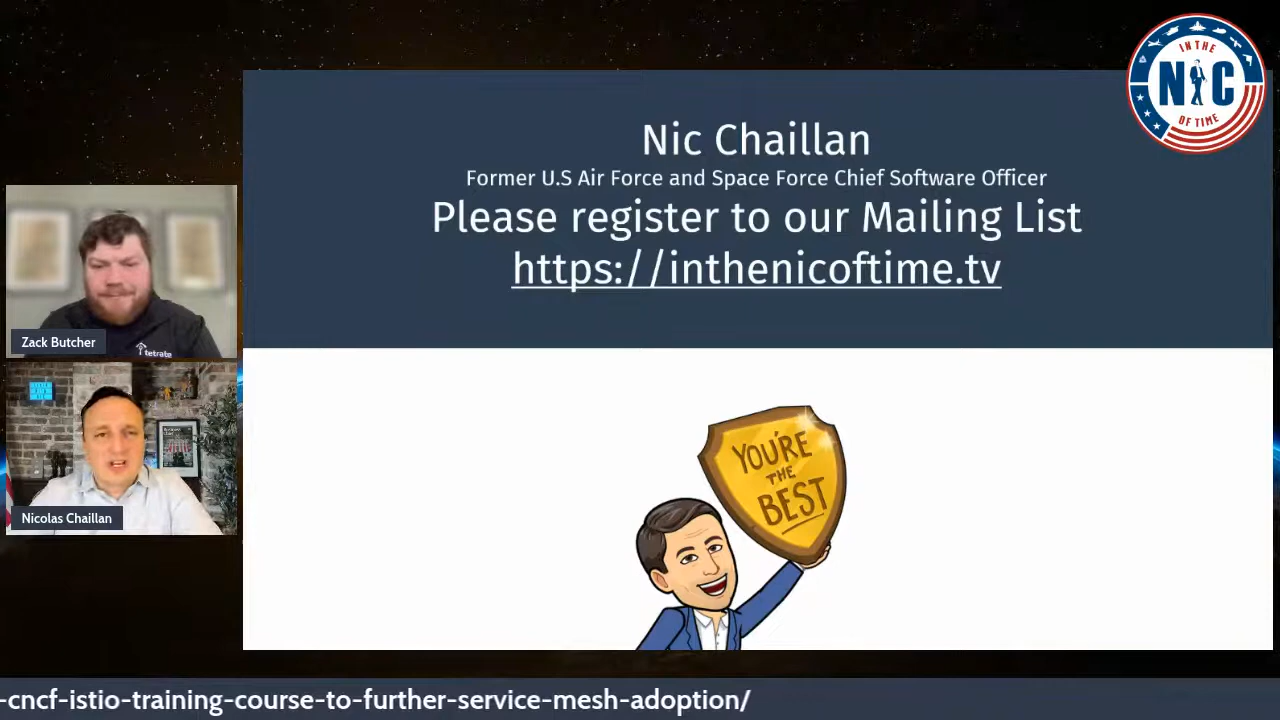 IN THE
NIC
OF TIME
Nic Chaillan
Former U.S Air Force and Space Force Chief Software Officer
Please register to our Mailing List
https://inthenicoftime.tv
Zack Butcher
tetrate
Nicolas Chaillan
YOU'RE
THE
BEST
-cncf-istio-training-course-to-further-service-mesh-adoption/